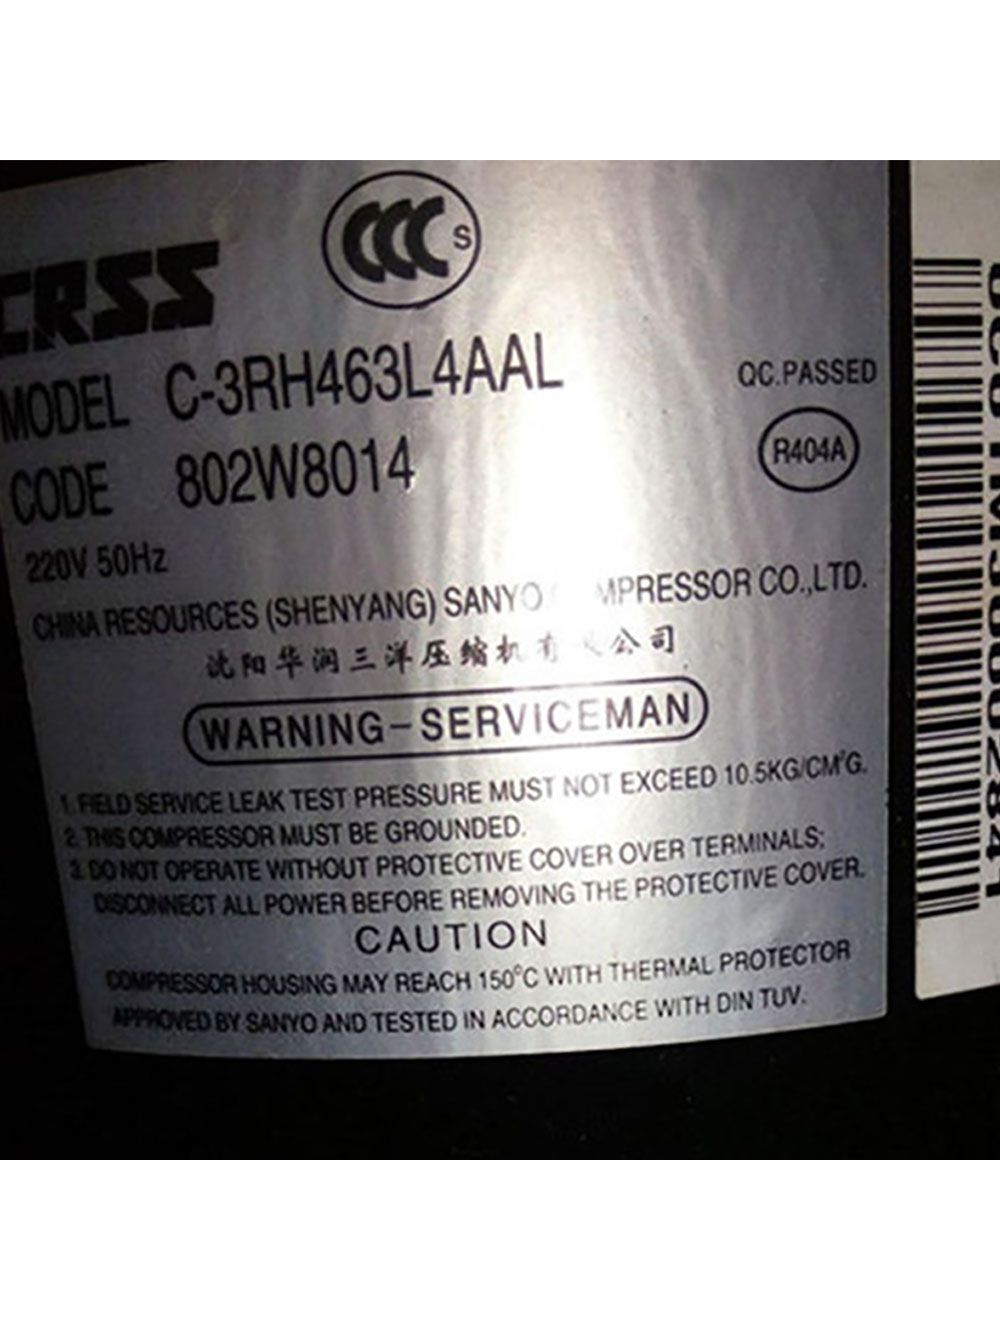 CRSS
CCC S
MODEL C-3RH463L4AAL
QC.PASSED
CODE 802W8014
R404A
220V 50Hz
CHINA RESOURCES (SHENYANG) SANYO COMPRESSOR CO.,LTD.
沈阳华润三洋压缩机有限公司
WARNING-SERVICEMAN
1. FIELD SERVICE LEAK TEST PRESSURE MUST NOT EXCEED 10.5KG/CM²G.
2. THIS COMPRESSOR MUST BE GROUNDED.
3. DO NOT OPERATE WITHOUT PROTECTIVE COVER OVER TERMINALS;
DISCONNECT ALL POWER BEFORE REMOVING THE PROTECTIVE COVER.
CAUTION
COMPRESSOR HOUSING MAY REACH 150°C WITH THERMAL PROTECTOR
APPROVED BY SANYO AND TESTED IN ACCORDANCE WITH DIN TUV.